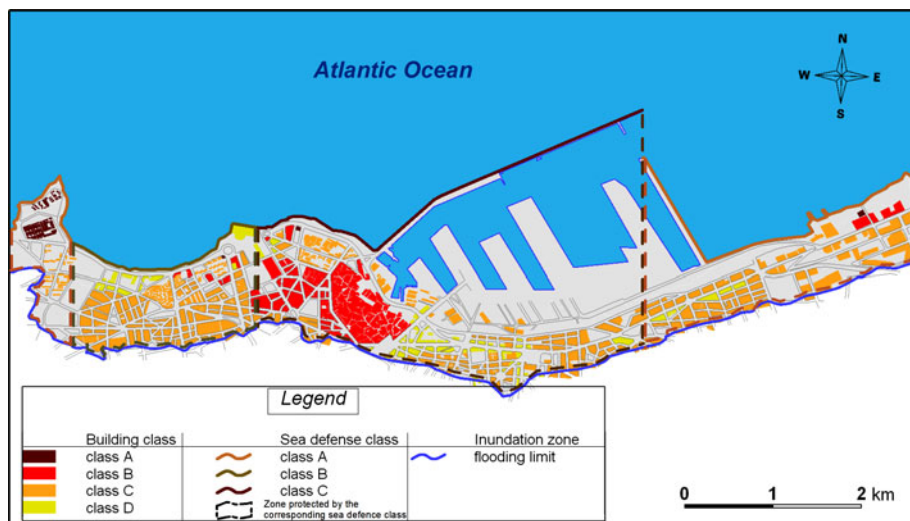 Atlantic Ocean
N
W E
S
Legend
Building class Sea defense class Inundation zone
class A class A flooding limit
class B class B
class C class C
class D Zone protected by the
corresponding sea defence class
0 1 2 km